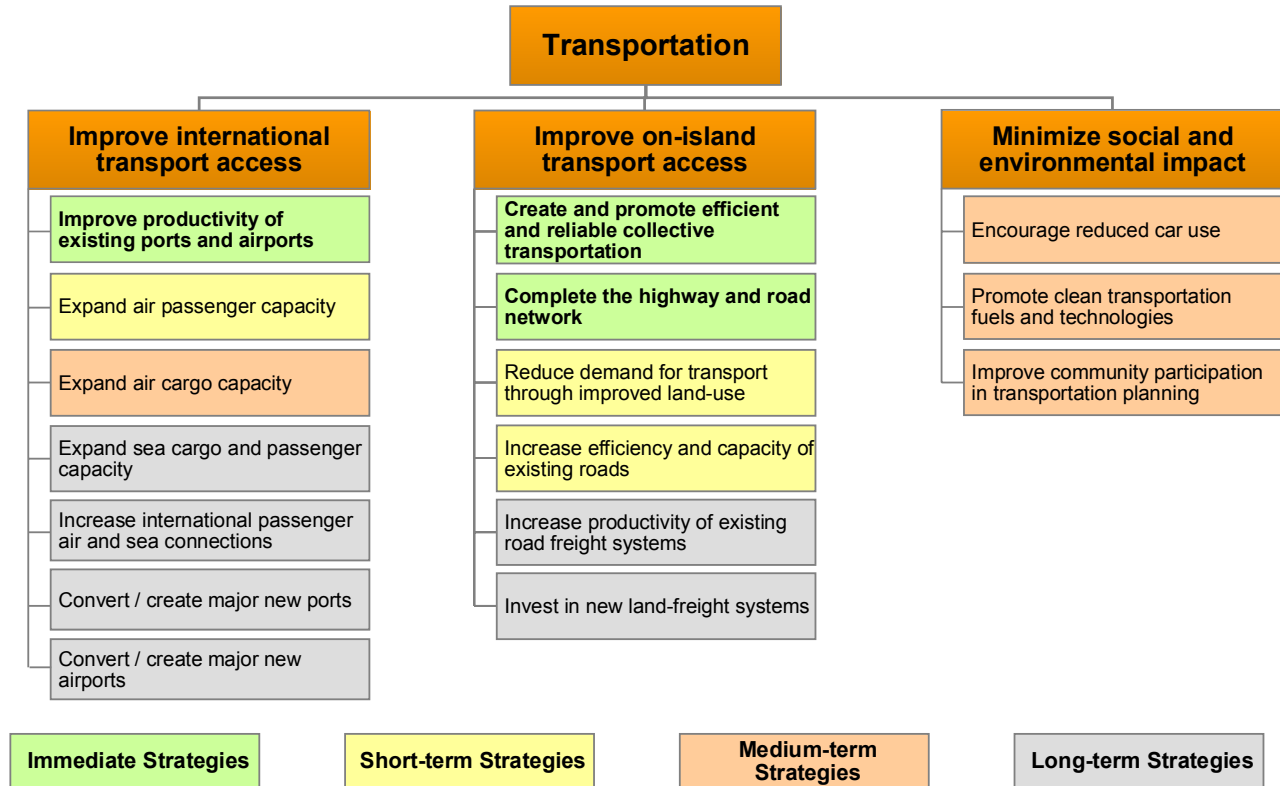 Transportation
Improve international
transport access
Improve productivity of
existing ports and airports
Expand air passenger capacity
Expand air cargo capacity
Expand sea cargo and passenger
capacity
Increase international passenger
air and sea connections
Convert / create major new ports
Convert / create major new
airports
Improve on-island
transport access
Create and promote efficient
and reliable collective
transportation
Complete the highway and road
network
Reduce demand for transport
through improved land-use
Increase efficiency and capacity of
existing roads
Increase productivity of existing
road freight systems
Invest in new land-freight systems
Minimize social and
environmental impact
Encourage reduced car use
Promote clean transportation
fuels and technologies
Improve community participation
in transportation planning
Immediate Strategies
Short-term Strategies
Medium-term
Strategies
Long-term Strategies